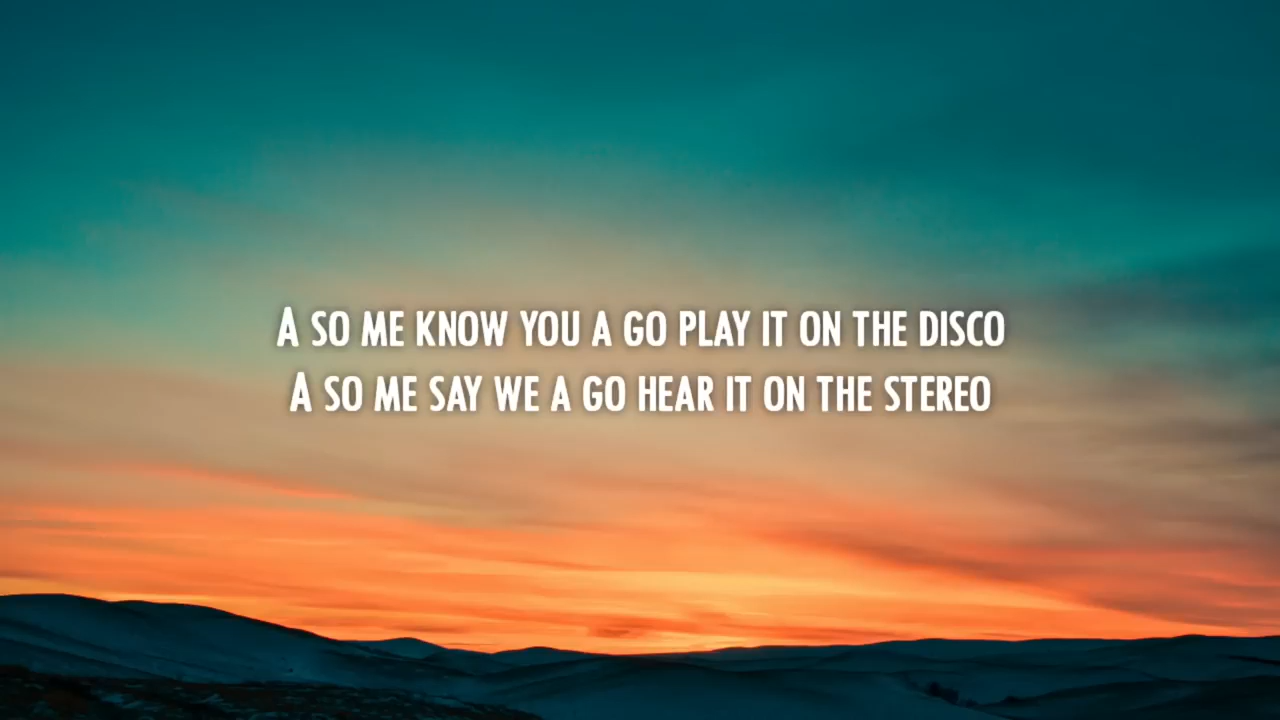 A SO ME KNOW YOU A GO PLAY IT ON THE DISCO
A SO ME SAY WE A GO HEAR IT ON THE STEREO